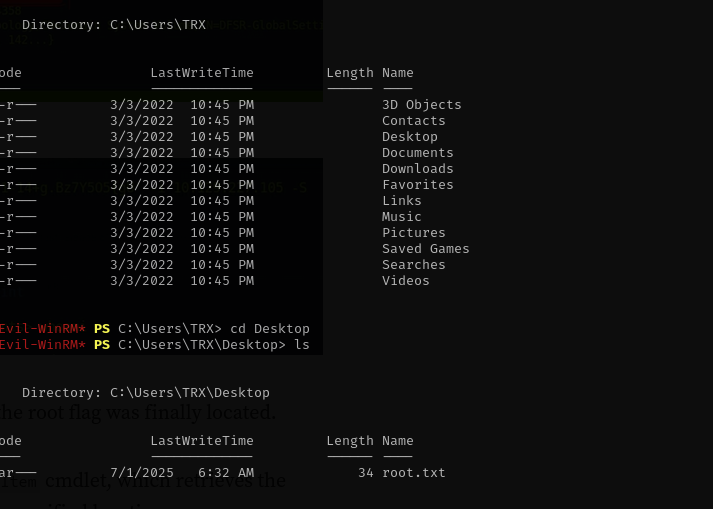 Directory: C:\Users\TRX
ode LastWriteTime Length Name
-r--- 3/3/2022 10:45 PM 3D Objects
-r--- 3/3/2022 10:45 PM Contacts
-r--- 3/3/2022 10:45 PM Desktop
-r--- 3/3/2022 10:45 PM Documents
-r--- 3/3/2022 10:45 PM Downloads
-r--- 3/3/2022 10:45 PM Favorites
-r--- 3/3/2022 10:45 PM Links
-r--- 3/3/2022 10:45 PM Music
-r--- 3/3/2022 10:45 PM Pictures
-r--- 3/3/2022 10:45 PM Saved Games
-r--- 3/3/2022 10:45 PM Searches
-r--- 3/3/2022 10:45 PM Videos
Evil-WinRM* PS C:\Users\TRX> cd Desktop
Evil-WinRM* PS C:\Users\TRX\Desktop> ls
Directory: C:\Users\TRX\Desktop
he root flag was finally located.
ode LastWriteTime Length Name
ar--- 7/1/2025 6:32 AM 34 root.txt
Item cmdlet, which retrieves the